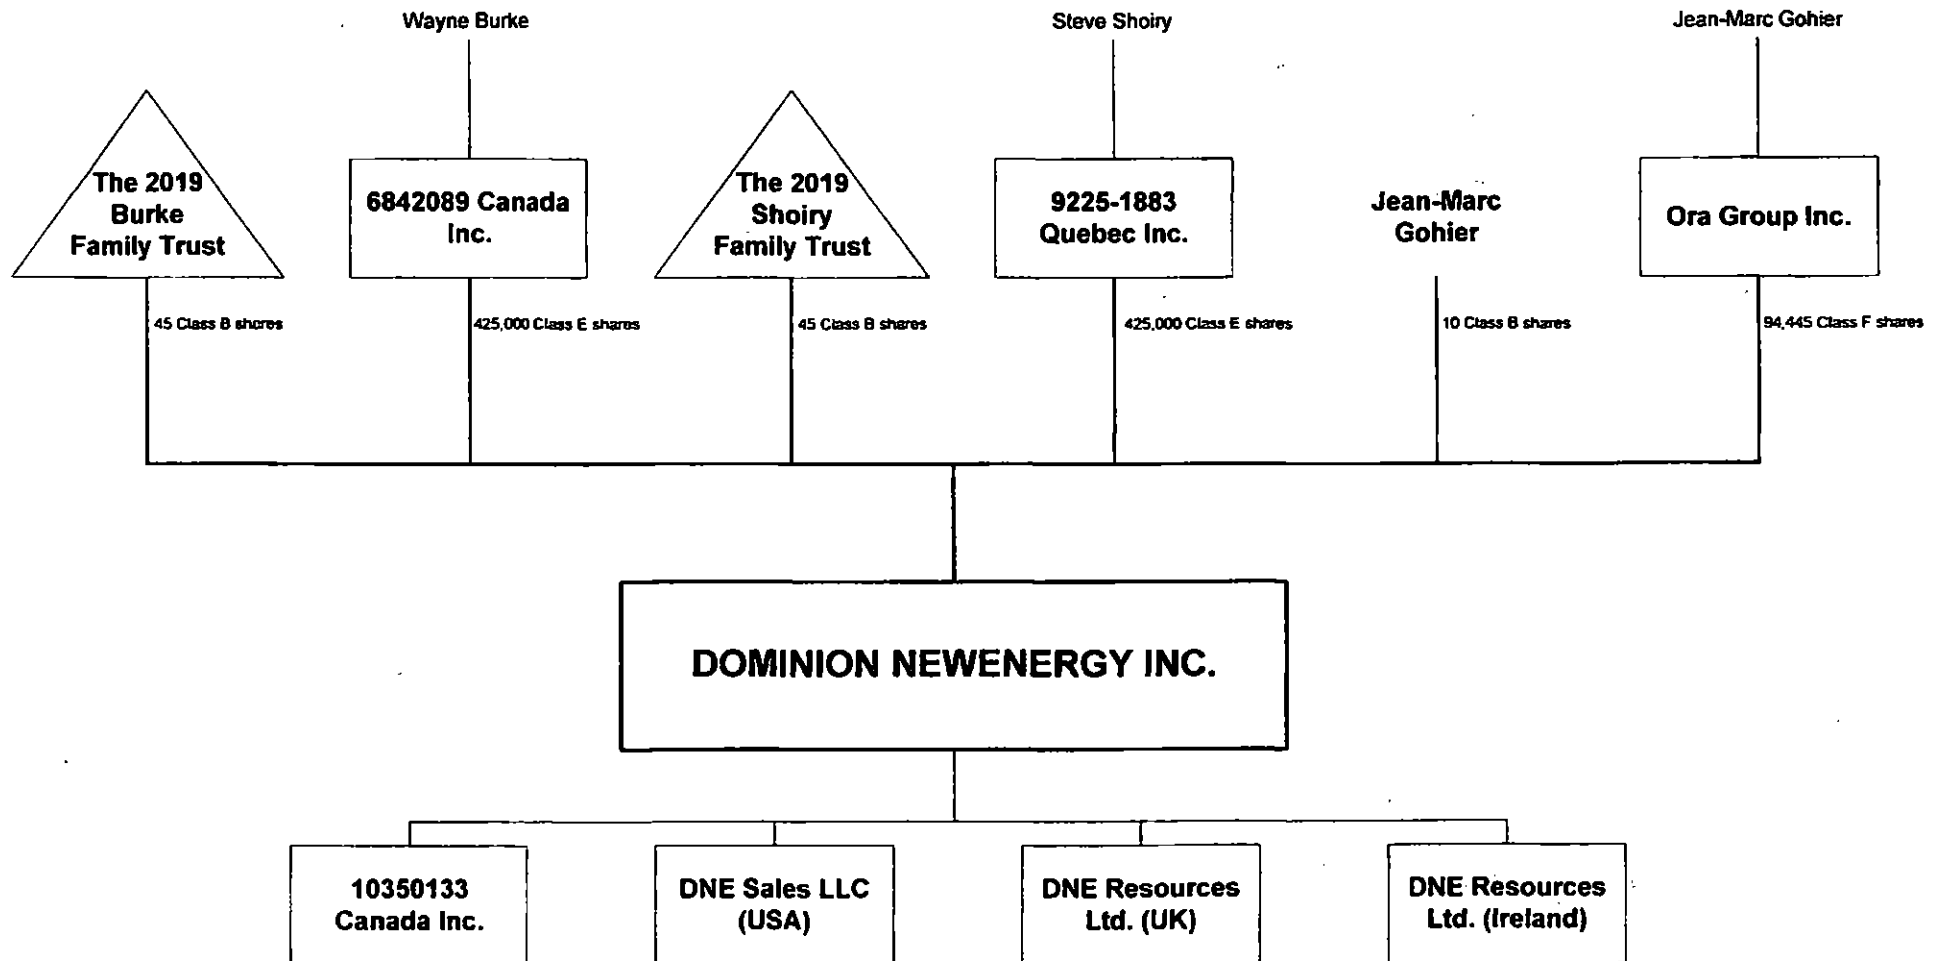 Wayne Burke
Steve Shoiry
Jean-Marc Gohier
The 2019
Burke
Family Trust
6842089 Canada
Inc.
The 2019
Shoiry
Family Trust
9225-1883
Quebec Inc.
Jean-Marc
Gohier
Ora Group Inc.
45 Class B shares
425,000 Class E shares
45 Class B shares
425,000 Class E shares
10 Class B shares
94,445 Class F shares
DOMINION NEWENERGY INC.
10350133
Canada Inc.
DNE Sales LLC
(USA)
DNE Resources
Ltd. (UK)
DNE Resources
Ltd. (Ireland)